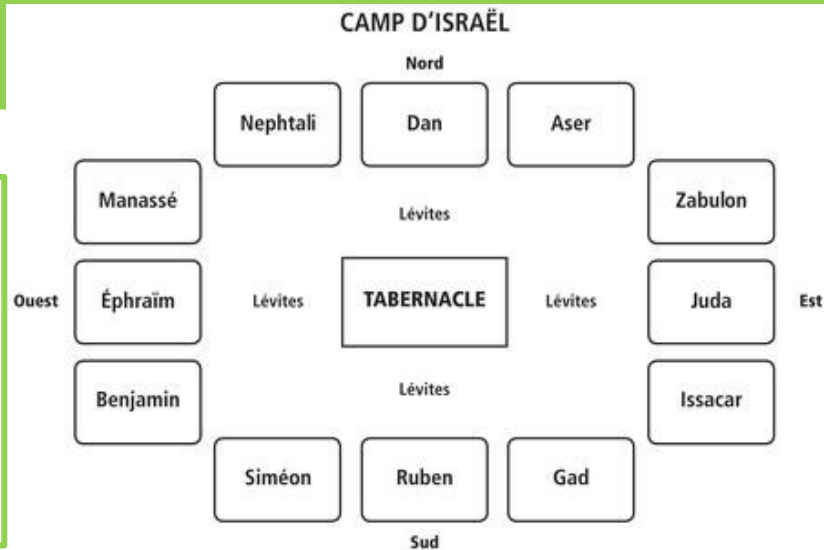 CAMP D'ISRAËL
Nord
Nephtali
Dan
Aser
Manassé
Zabulon
Lévites
Ouest
Éphraïm
Lévites
TABERNACLE
Lévites
Juda
Est
Benjamin
Lévites
Issacar
Siméon
Ruben
Gad
Sud